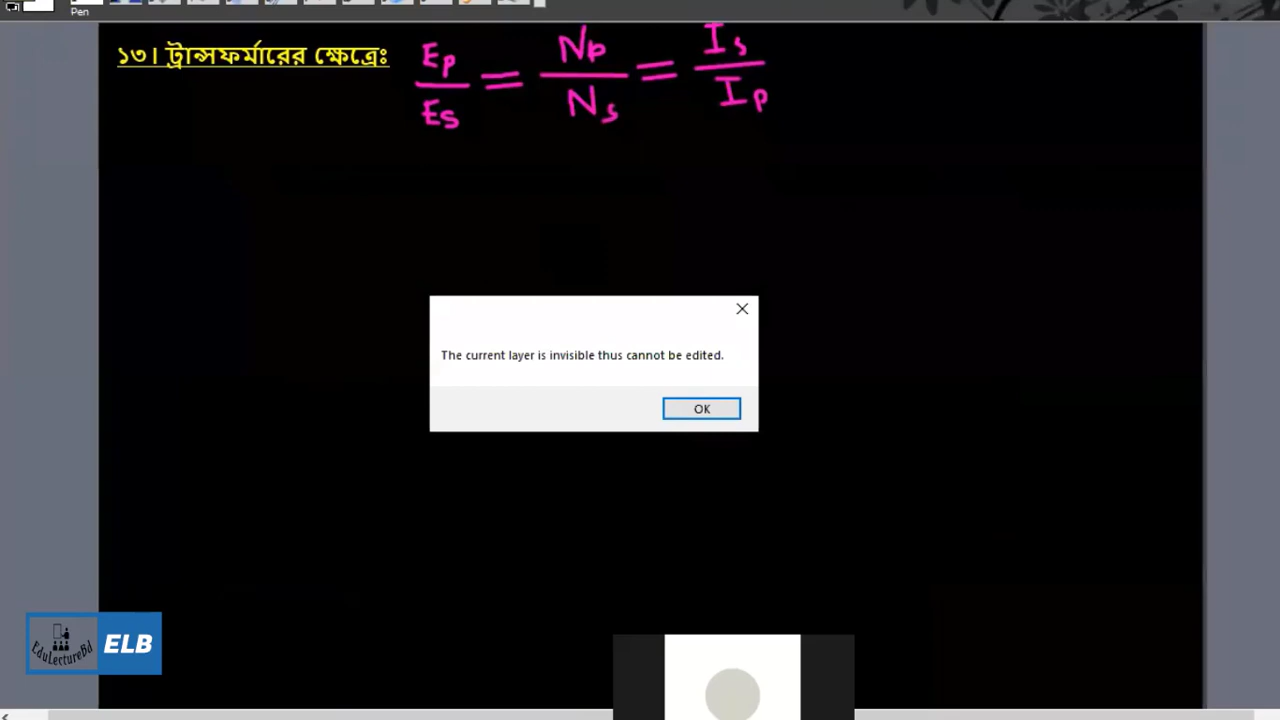 Pen
১৩। ট্রান্সফর্মারের ক্ষেত্রেঃ Ep/Es = Np/Ns = Is/Ip
The current layer is invisible thus cannot be edited.
OK
EduLectureBd ELB